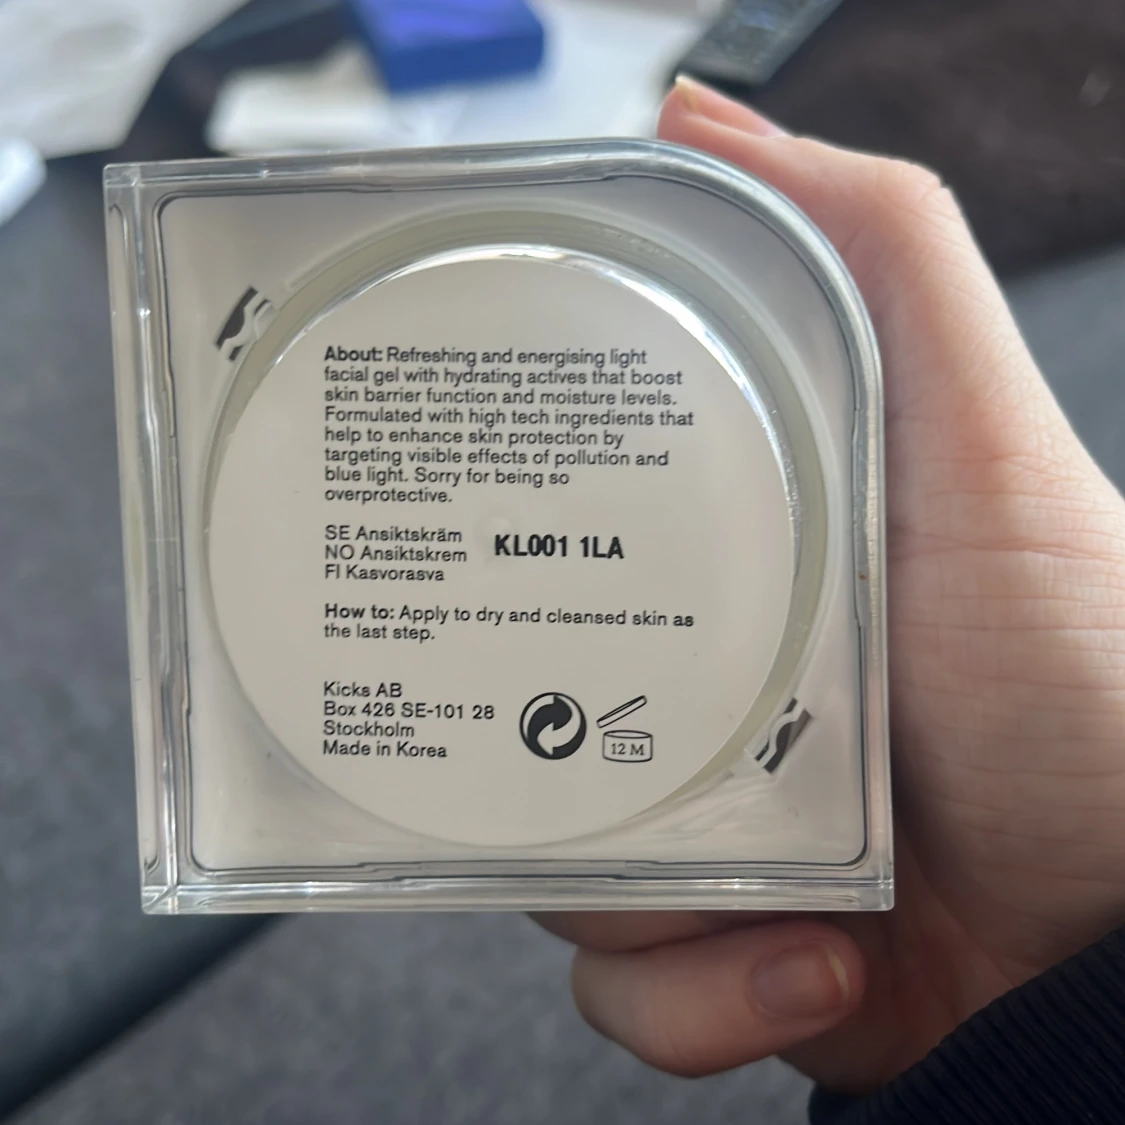 About: Refreshing and energising light
facial gel with hydrating actives that boost
skin barrier function and moisture levels.
Formulated with high tech ingredients that
help to enhance skin protection by
targeting visible effects of pollution and
blue light. Sorry for being so
overprotective.
SE Ansiktskräm
NO Ansiktskrem
FI Kasvorasva
KL001 1LA
How to: Apply to dry and cleansed skin as
the last step.
Kicks AB
Box 426 SE-101 28
Stockholm
Made in Korea
12 M